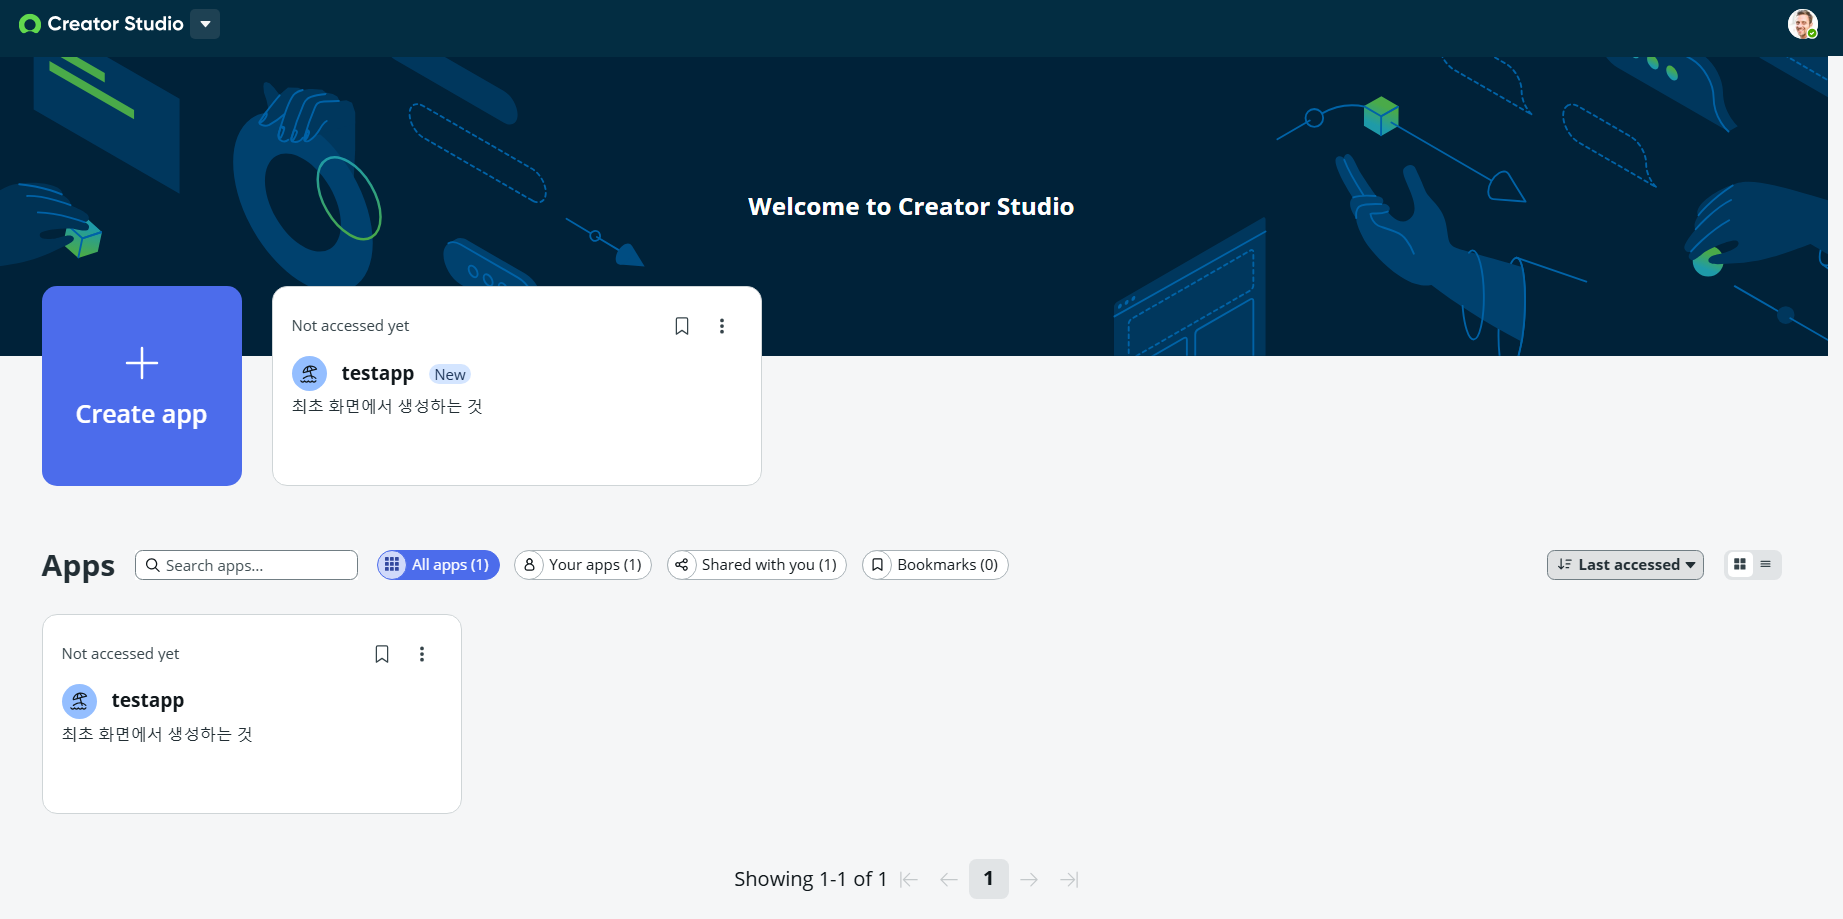 Creator Studio
Welcome to Creator Studio
Create app
Not accessed yet
testapp New
최초 화면에서 생성하는 것
Apps Search apps... All apps (1) Your apps (1) Shared with you (1) Bookmarks (0) Last accessed
Not accessed yet
testapp
최초 화면에서 생성하는 것
Showing 1-1 of 1 1